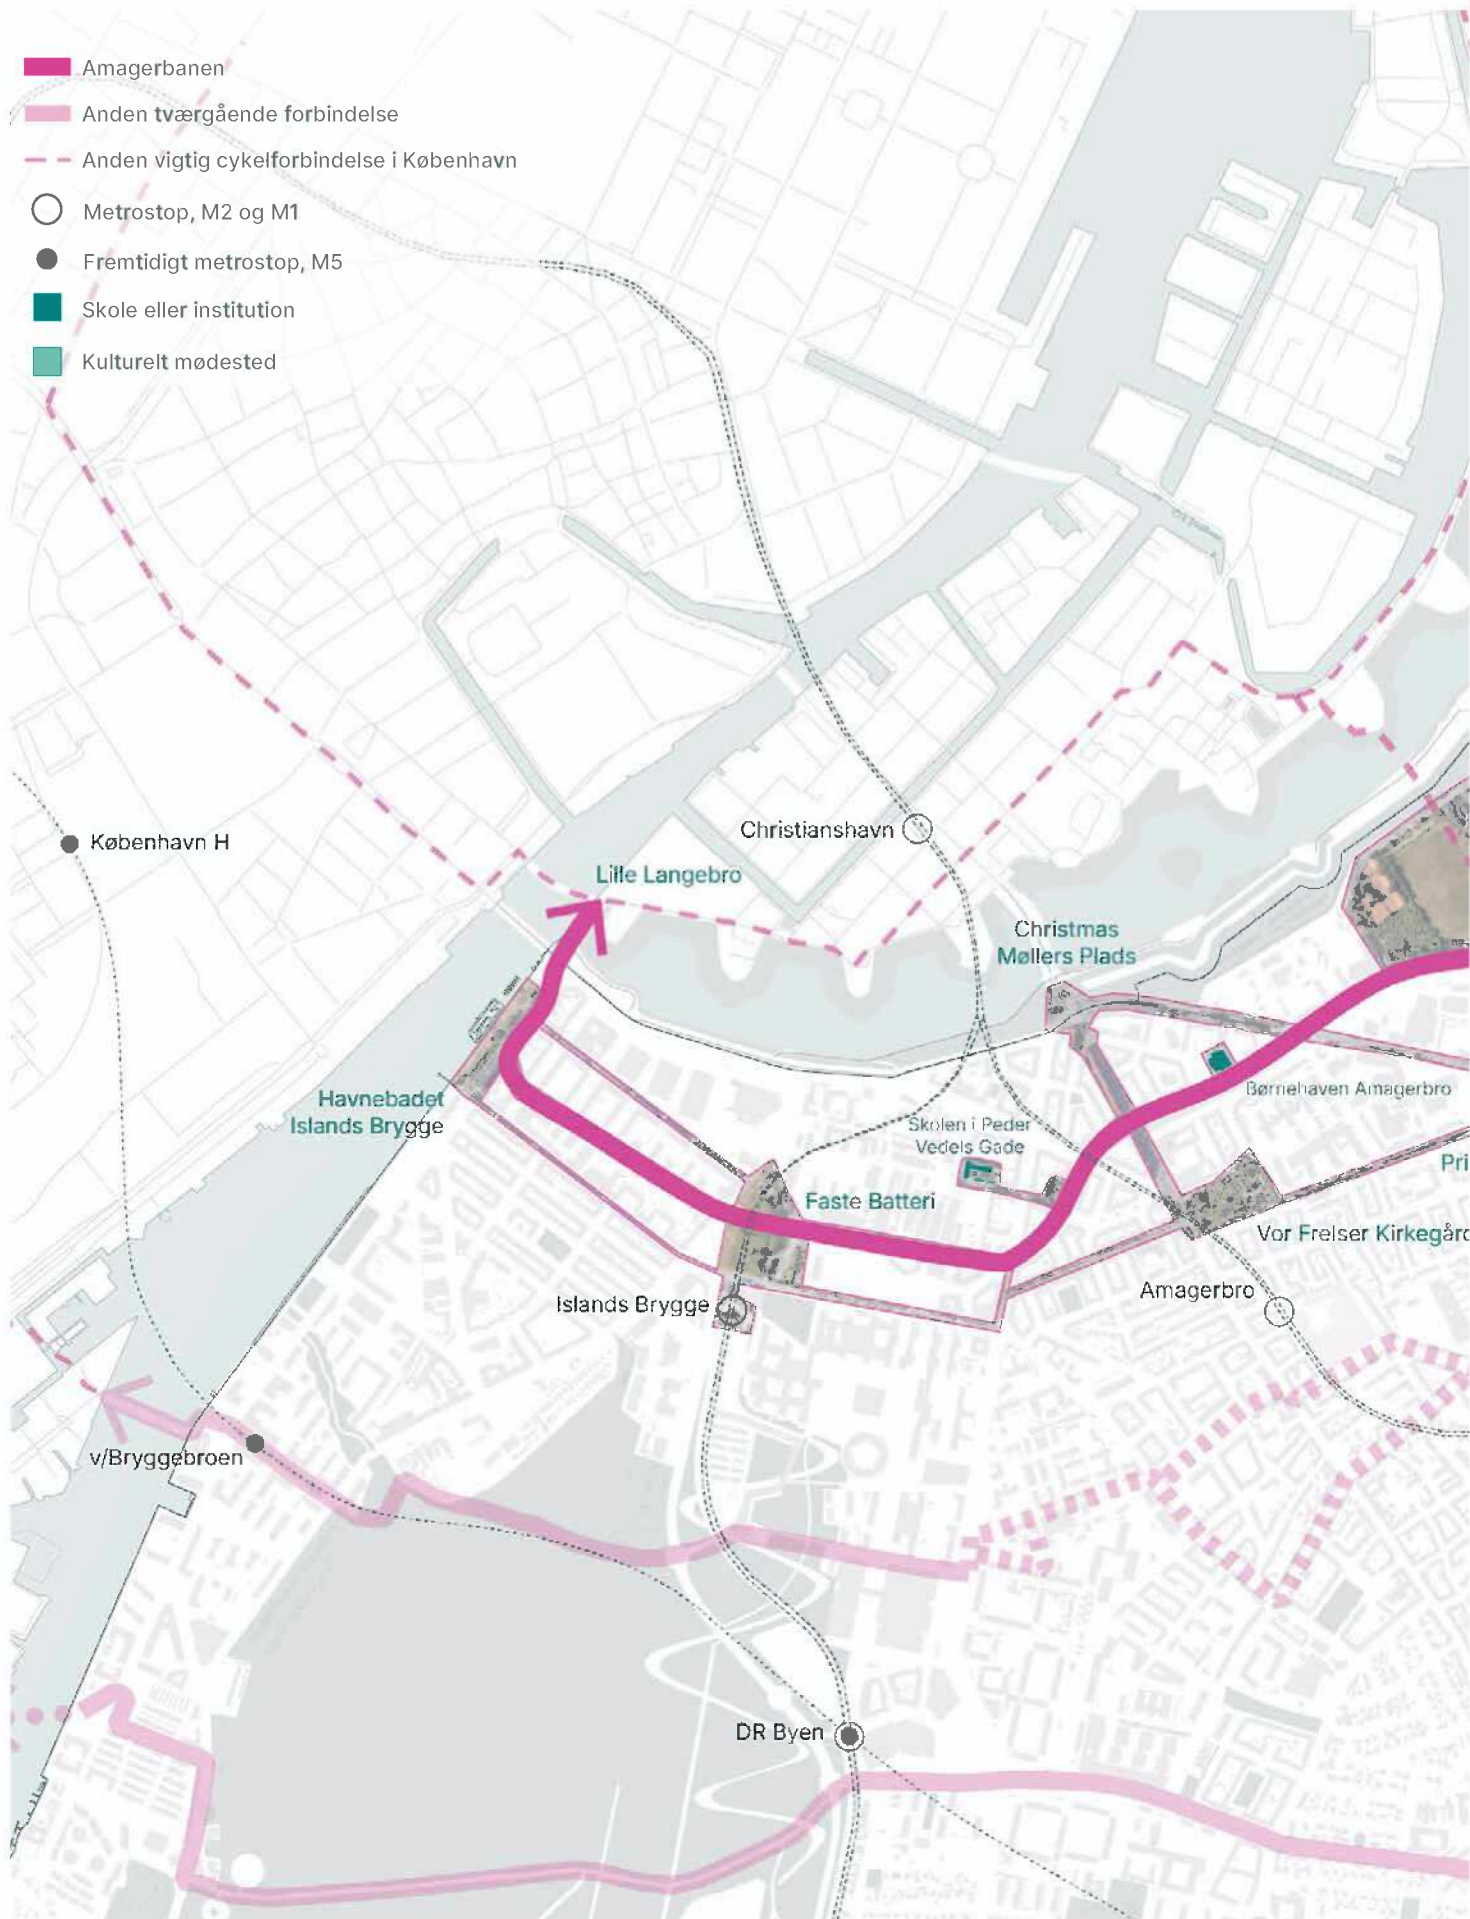 Amagerbanen
Anden tværgående forbindelse
Anden vigtig cykelforbindelse i København
Metrostop, M2 og M1
Fremtidigt metrostop, M5
Skole eller institution
Kulturelt mødested
København H
Christianshavn
Lille Langebro
Christmas
Møllers Plads
Børnehaven Amagerbro
Havnebadet
Islands Brygge
Skolen i Peder
Vedels Gade
Pri
Faste Batteri
Vor Frelser Kirkegård
Amagerbro
Islands Brygge
v/Bryggebroen
DR Byen